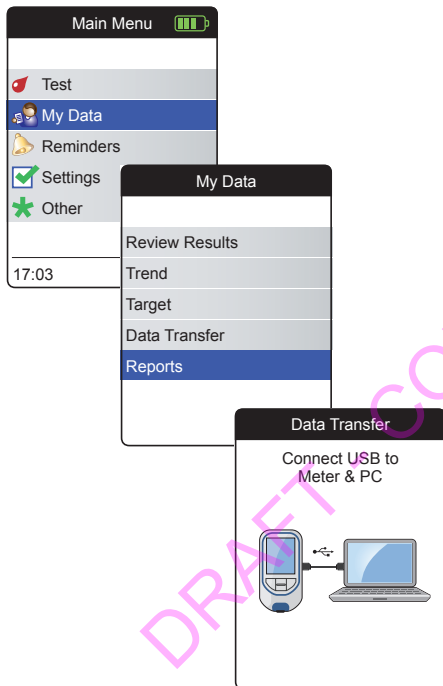 Main Menu
Test
My Data
Reminders
Settings
Other
17:03
My Data
Review Results
Trend
Target
Data Transfer
Reports
Data Transfer
Connect USB to
Meter & PC
DRAFT - CO